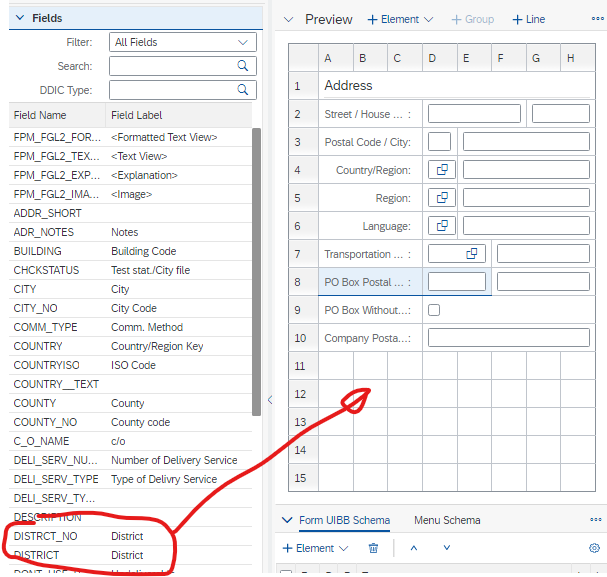 Fields
Filter: All Fields
Search:
DDIC Type:
Field Name Field Label
FPM_FGL2_FOR... <Formatted Text View>
FPM_FGL2_TEX... <Text View>
FPM_FGL2_EXP... <Explanation>
FPM_FGL2_IMA... <Image>
ADDR_SHORT
ADR_NOTES Notes
BUILDING Building Code
CHCKSTATUS Test stat./City file
CITY City
CITY_NO City Code
COMM_TYPE Comm. Method
COUNTRY Country/Region Key
COUNTRYISO ISO Code
COUNTRY__TEXT
COUNTY County
COUNTY_NO County code
C_O_NAME c/o
DELI_SERV_NU... Number of Delivery Service
DELI_SERV_TYPE Type of Delivry Service
DELI_SERV_TY...
DESCRIPTION
DISTRCT_NO District
DISTRICT District
Preview + Element + Group + Line
A B C D E F G H
1 Address
2 Street / House ... :
3 Postal Code / City:
4 Country/Region:
5 Region:
6 Language:
7 Transportation ... :
8 PO Box Postal ... :
9 PO Box Without...:
10 Company Posta...:
11
12
13
14
15
Form UIBB Schema Menu Schema
+ Element